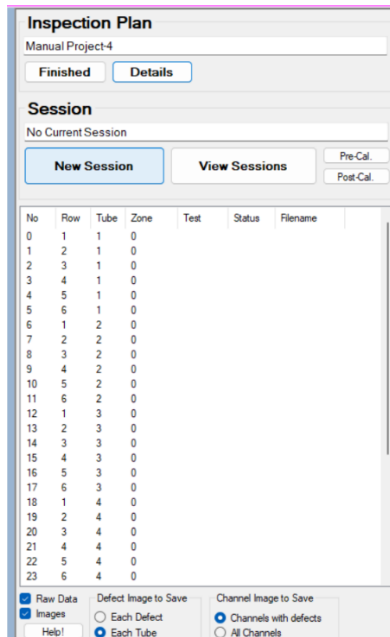 Inspection Plan
Manual Project-4
Finished Details
Session
No Current Session
New Session View Sessions Pre-Cal.
Post-Cal.
No Row Tube Zone Test Status Filename
0 1 1 0
1 2 1 0
2 3 1 0
3 4 1 0
4 5 1 0
5 6 1 0
6 1 2 0
7 2 2 0
8 3 2 0
9 4 2 0
10 5 2 0
11 6 2 0
12 1 3 0
13 2 3 0
14 3 3 0
15 4 3 0
16 5 3 0
17 6 3 0
18 1 4 0
19 2 4 0
20 3 4 0
21 4 4 0
22 5 4 0
23 6 4 0
Raw Data Defect Image to Save Channel Image to Save
Images Each Defect Channels with defects
Help! Each Tube All Channels